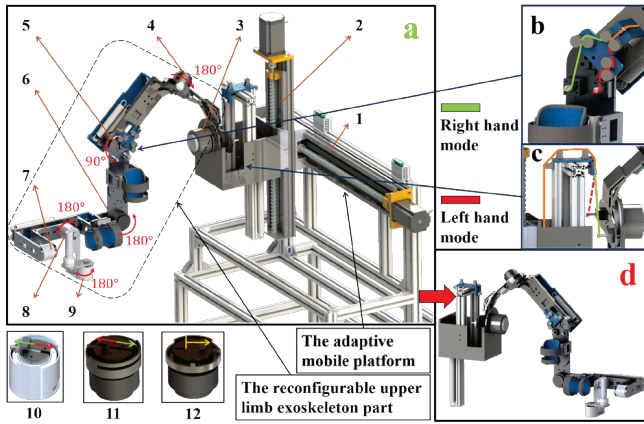 5
4
3
2
a
6
180°
1
90°
7
180°
180°
8
180°
9
b
Right hand
mode
c
Left hand
mode
d
The adaptive
mobile platform
The reconfigurable upper
limb exoskeleton part
10
11
12